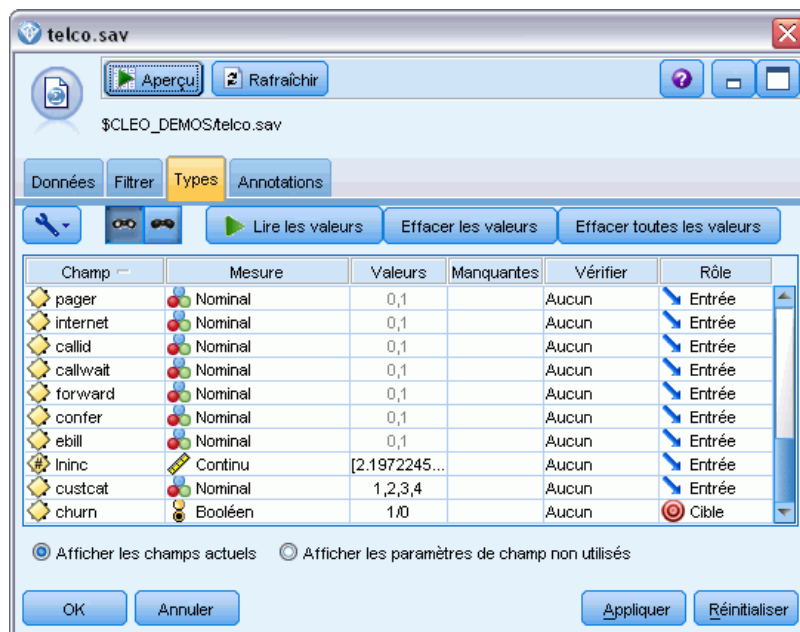 telco.sav
Aperçu Rafraîchir
$CLEO_DEMOS/telco.sav
Données Filtrer Types Annotations
Lire les valeurs Effacer les valeurs Effacer toutes les valeurs
Champ Mesure Valeurs Manquantes Vérifier Rôle
pager Nominal 0,1 Aucun Entrée
internet Nominal 0,1 Aucun Entrée
callid Nominal 0,1 Aucun Entrée
callwait Nominal 0,1 Aucun Entrée
forward Nominal 0,1 Aucun Entrée
confer Nominal 0,1 Aucun Entrée
ebill Nominal 0,1 Aucun Entrée
lninc Continu [2.1972245... Aucun Entrée
custcat Nominal 1,2,3,4 Aucun Entrée
churn Booléen 1/0 Aucun Cible
Afficher les champs actuels Afficher les paramètres de champ non utilisés
OK Annuler Appliquer Réinitialiser